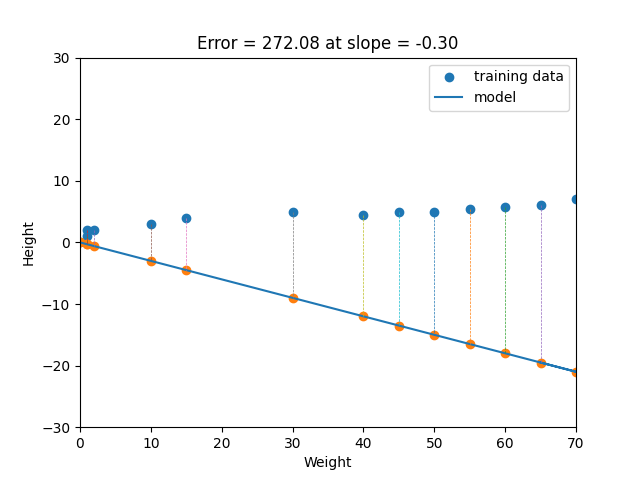 Error = 272.08 at slope = -0.30
30
20
10
0
−10
−20
−30
Height
training data
model
0 10 20 30 40 50 60 70
Weight